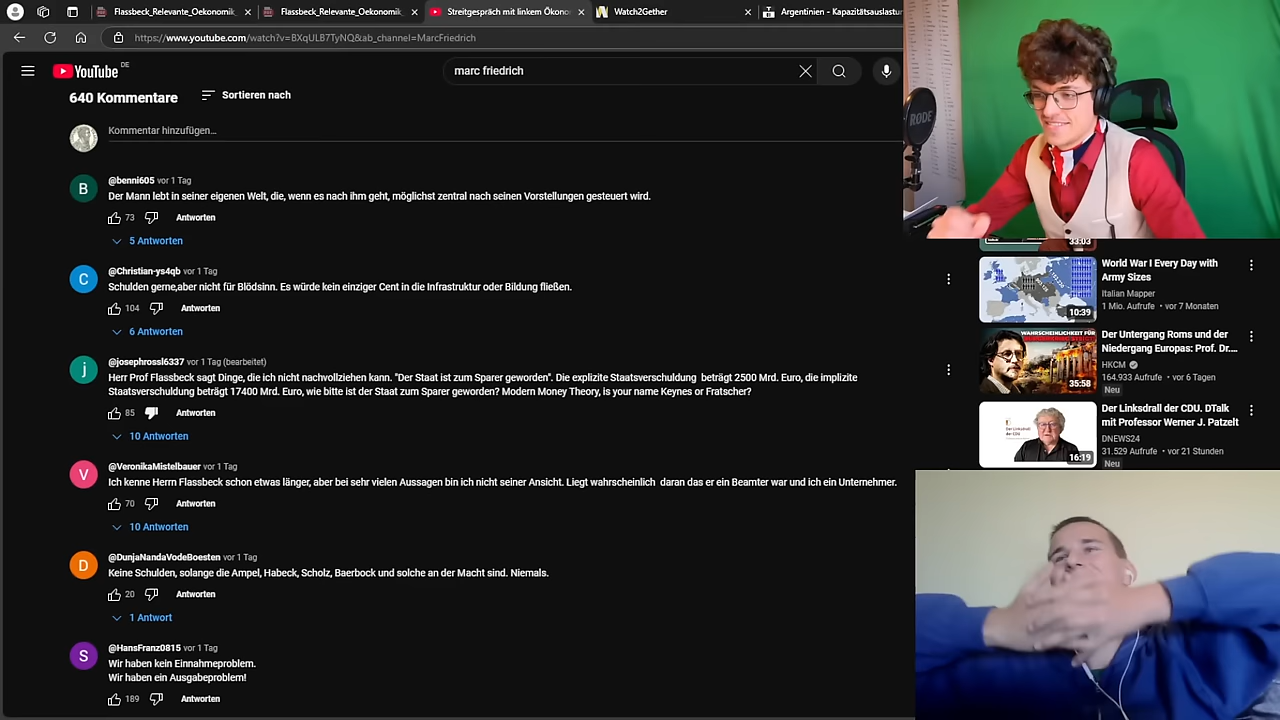 Flassbeck_Relevante_Oekonomik
Flassbeck_Relevante_Oekonomi
Streitgespräch mit linkem Ökono
Watch2Gether
Argentinien - Kapazitätsauslastun
YouTube DE
640 Kommentare
Sortieren nach
Kommentar hinzufügen...
RØDE
B
@benni605 vor 1 Tag
Der Mann lebt in seiner eigenen Welt, die, wenn es nach ihm geht, möglichst zentral nach seinen Vorstellungen gesteuert wird.
73 Antworten
5 Antworten
C
@Christian-ys4qb vor 1 Tag
Schulden gerne,aber nicht für Blödsinn. Es würde kein einziger Cent in die Infrastruktur oder Bildung fließen.
104 Antworten
6 Antworten
j
@josephrossl6337 vor 1 Tag (bearbeitet)
Herr Prof Flassbeck sagt Dinge, die ich nicht nachvollziehen kann. "Der Staat ist zum Sparer geworden". Die explizite Staatsverschuldung beträgt 2500 Mrd. Euro, die implizite
Staatsverschuldung beträgt 17400 Mrd. Euro, wie bitte ist der Staat zum Sparer geworden? Modern Money Theory, is your name Keynes or Fratscher?
85 Antworten
10 Antworten
V
@VeronikaMistelbauer vor 1 Tag
Ich kenne Herrn Flassbeck schon etwas länger, aber bei sehr vielen Aussagen bin ich nicht seiner Ansicht. Liegt wahrscheinlich daran das er ein Beamter war und ich ein Unternehmer.
70 Antworten
10 Antworten
D
@DunjaNandaVodeBoesten vor 1 Tag
Keine Schulden, solange die Ampel, Habeck, Scholz, Baerbock und solche an der Macht sind. Niemals.
20 Antworten
1 Antwort
S
@HansFranz0815 vor 1 Tag
Wir haben kein Einnahmeproblem.
Wir haben ein Ausgabeproblem!
189 Antworten
33:03
World War I Every Day with
Army Sizes
Italian Mapper
1 Mio. Aufrufe • vor 7 Monaten
10:39
WAHRSCHEINLICHKEIT FÜR
Der Untergang Roms und der
Niedergang Europas: Prof. Dr....
HKCM
164.933 Aufrufe • vor 6 Tagen
Neu
35:58
Der Linksdrall
der CDU
Der Linksdrall der CDU. DTalk
mit Professor Werner J. Patzelt
DNEWS24
31.529 Aufrufe • vor 21 Stunden
Neu
16:19